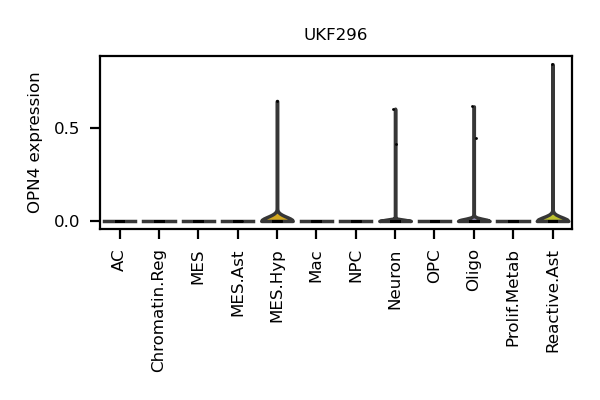 UKF296
OPN4 expression
0.5
0.0
AC
Chromatin.Reg
MES
MES.Ast
MES.Hyp
Mac
NPC
Neuron
OPC
Oligo
Prolif.Metab
Reactive.Ast